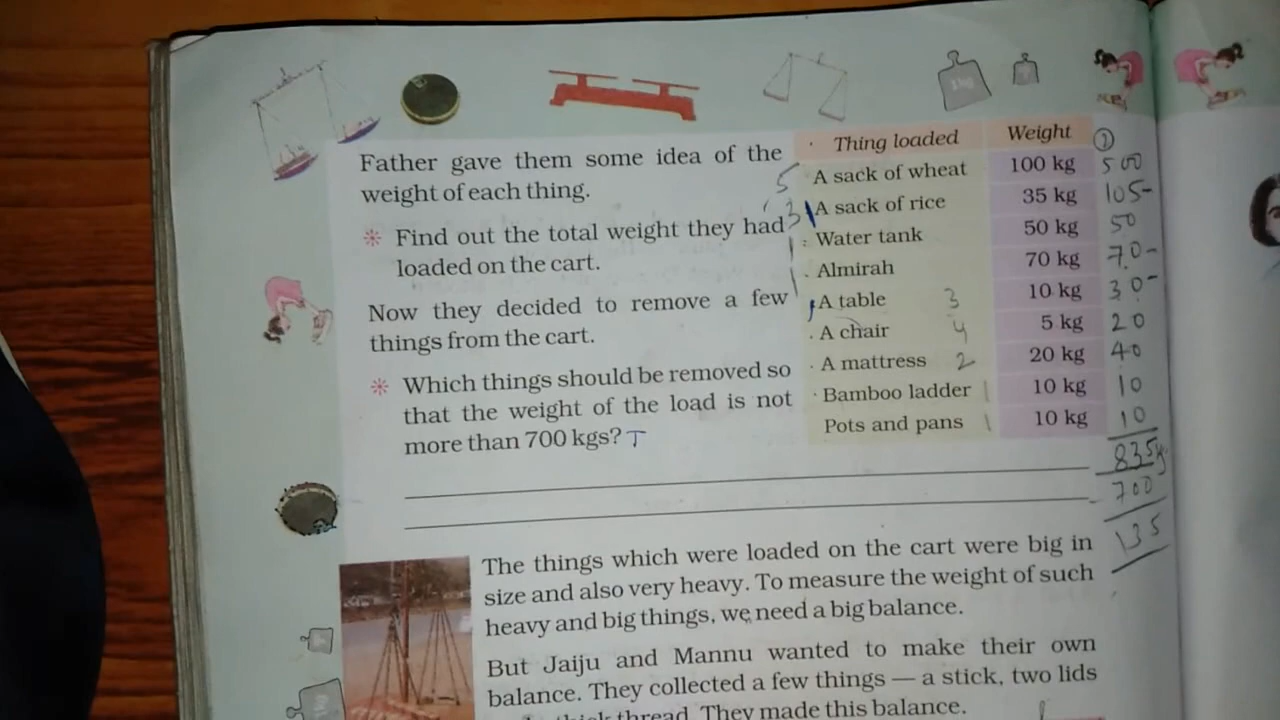 Father gave them some idea of the
weight of each thing.
✳ Find out the total weight they had
loaded on the cart.
Now they decided to remove a few
things from the cart.
✳ Which things should be removed so
that the weight of the load is not
more than 700 kgs? T
Thing loaded Weight 2
5 A sack of wheat 100 kg 500
3 A sack of rice 35 kg 105-
1 Water tank 50 kg 50
1 Almirah 70 kg 70-
A table 3 10 kg 30-
A chair 4 5 kg 20
A mattress 2 20 kg 40
Bamboo ladder 1 10 kg 10
Pots and pans 1 10 kg 10
835
700
135
The things which were loaded on the cart were big in
size and also very heavy. To measure the weight of such
heavy and big things, we need a big balance.
But Jaiju and Mannu wanted to make their own
balance. They collected a few things — a stick, two lids
thick thread. They made this balance.